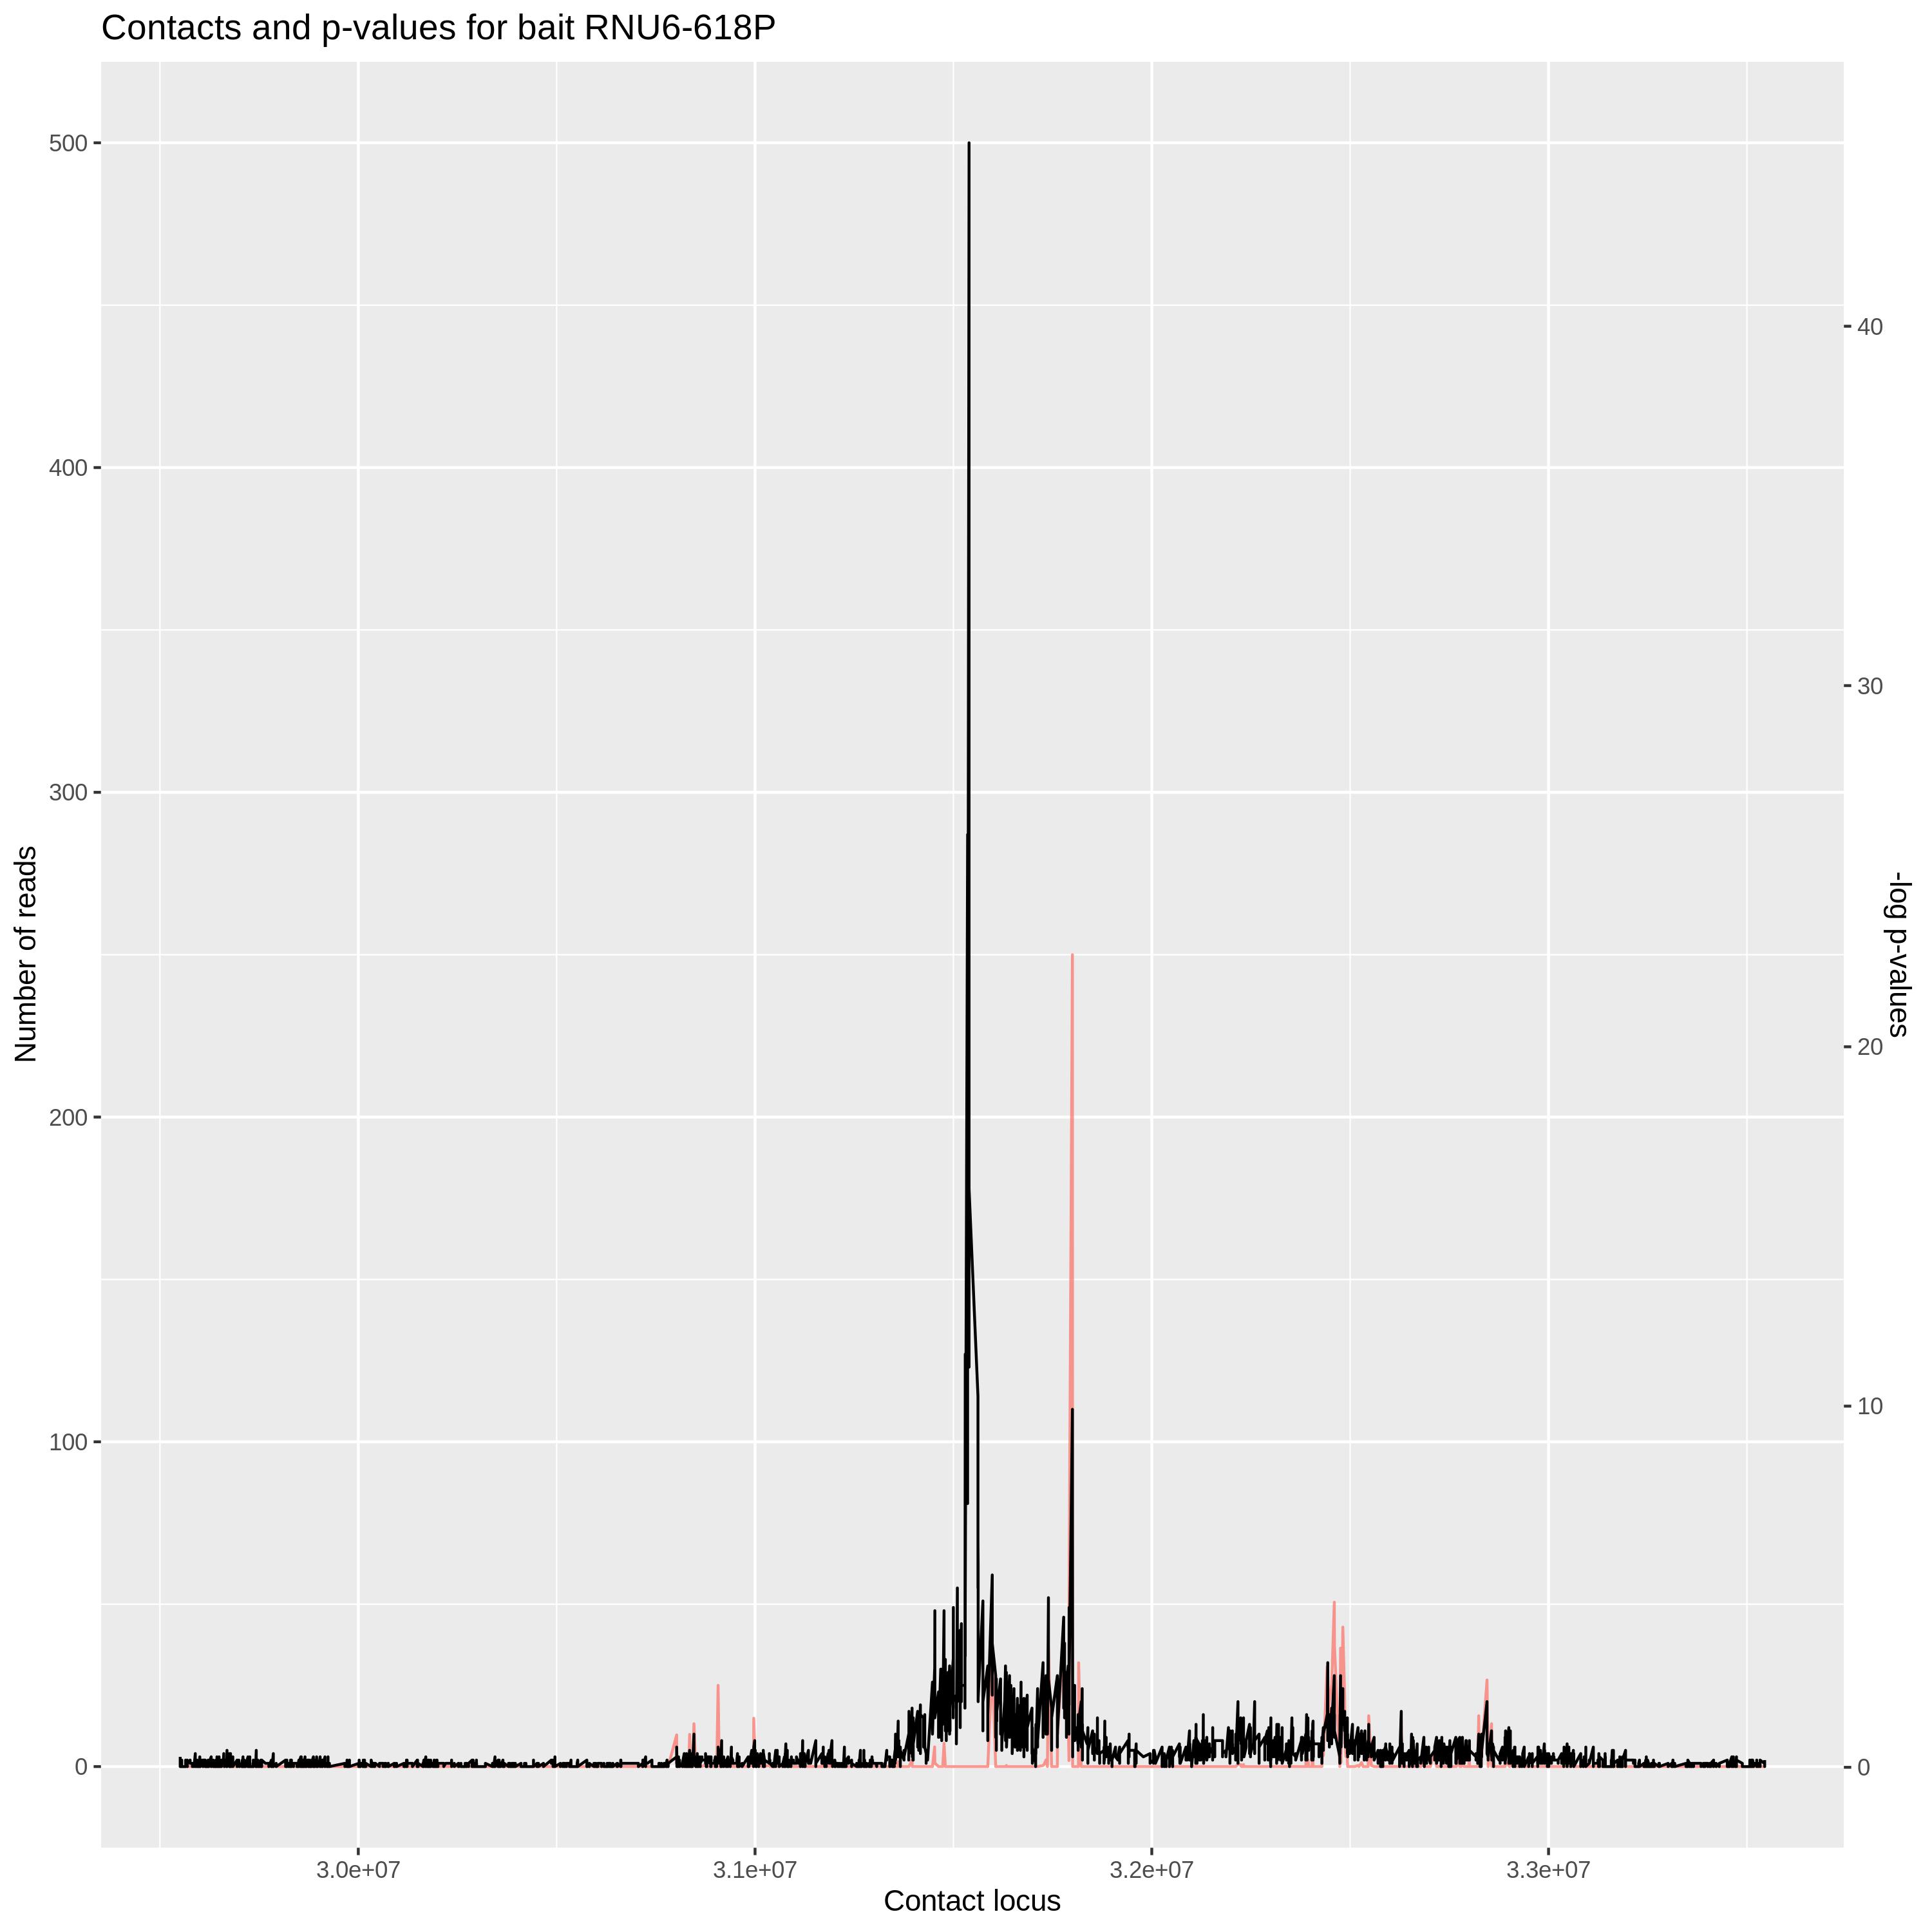 Contacts and p-values for bait RNU6-618P
500
400
300
200
100
0
Number of reads
40
30
20
10
0
-log p-values
3.0e+07
3.1e+07
3.2e+07
3.3e+07
Contact locus